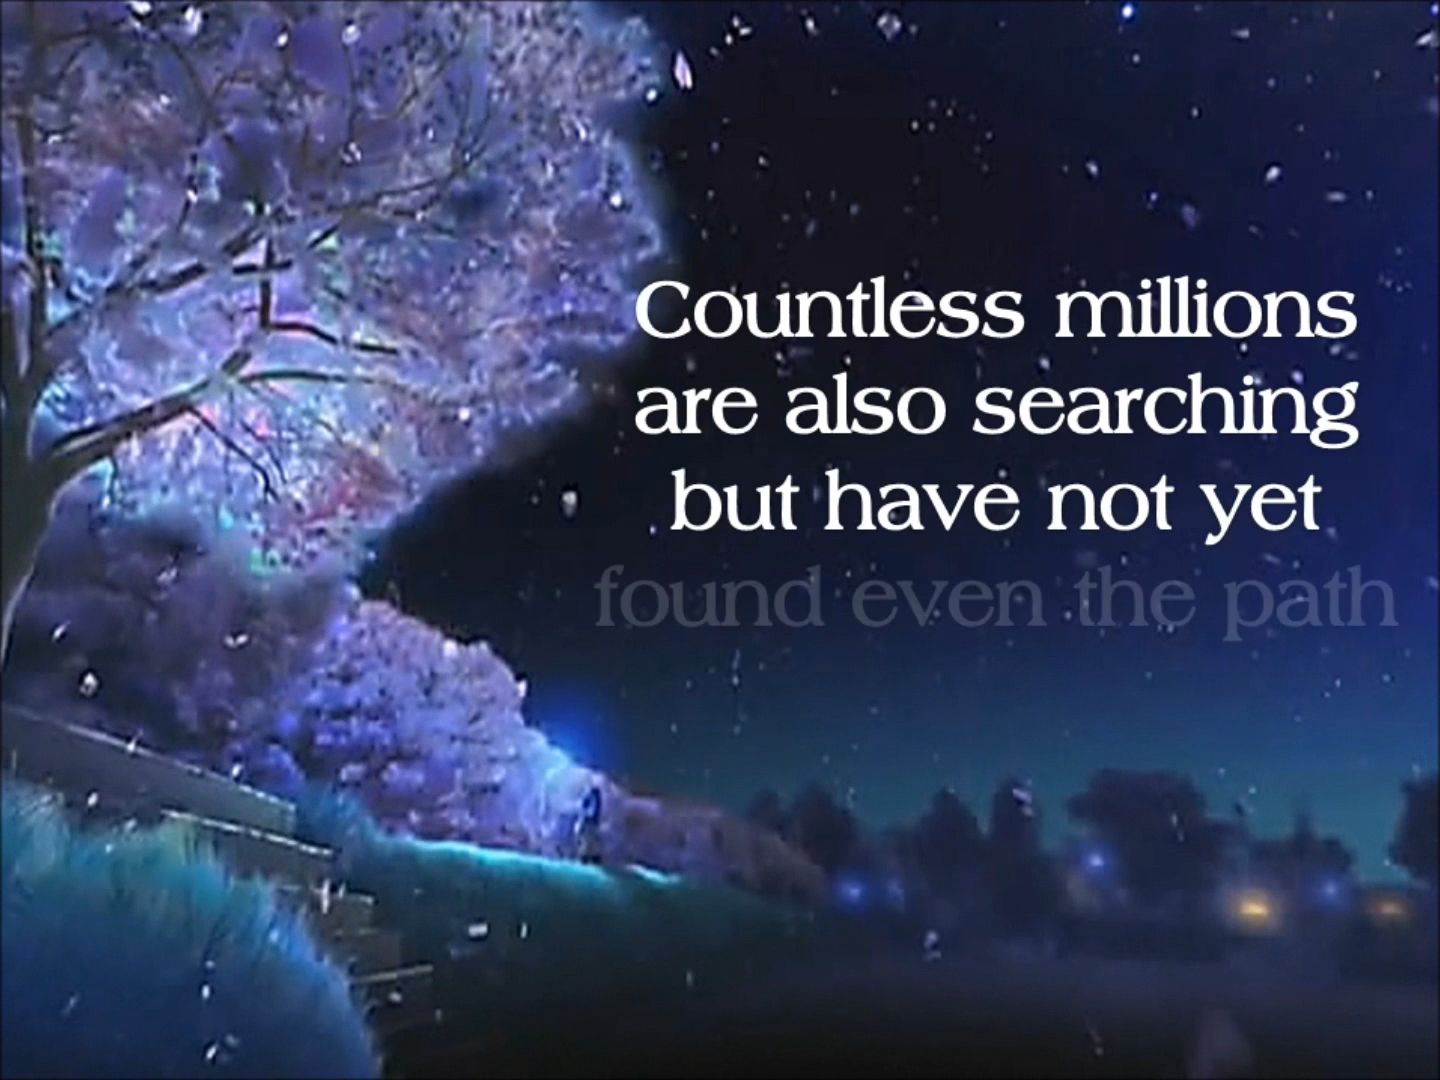 Countless millions
are also searching
but have not yet
found even the path